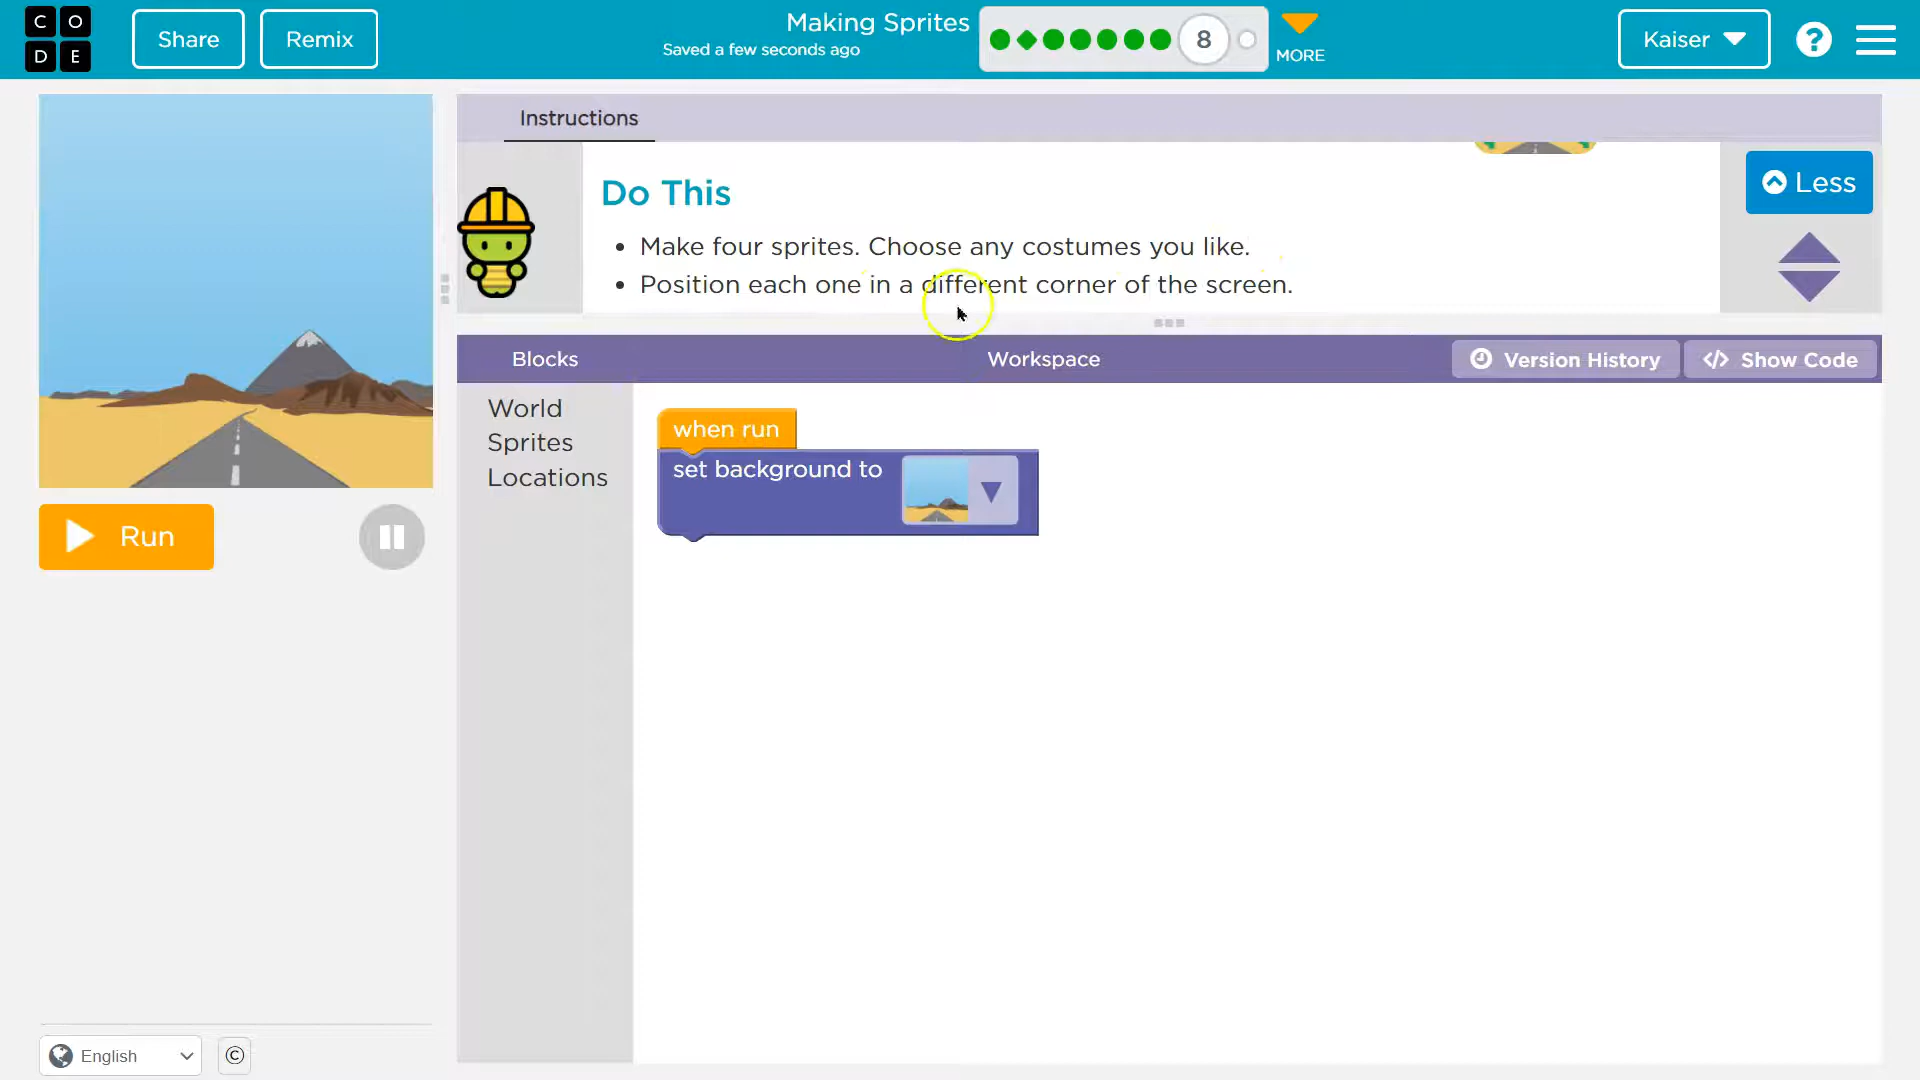 C O
D E
Share
Remix
Making Sprites
Saved a few seconds ago
8
MORE
Kaiser
?
Instructions
Do This
• Make four sprites. Choose any costumes you like.
• Position each one in a different corner of the screen.
Less
Blocks
Workspace
Version History
</> Show Code
World
Sprites
Locations
when run
set background to
Run
English
©